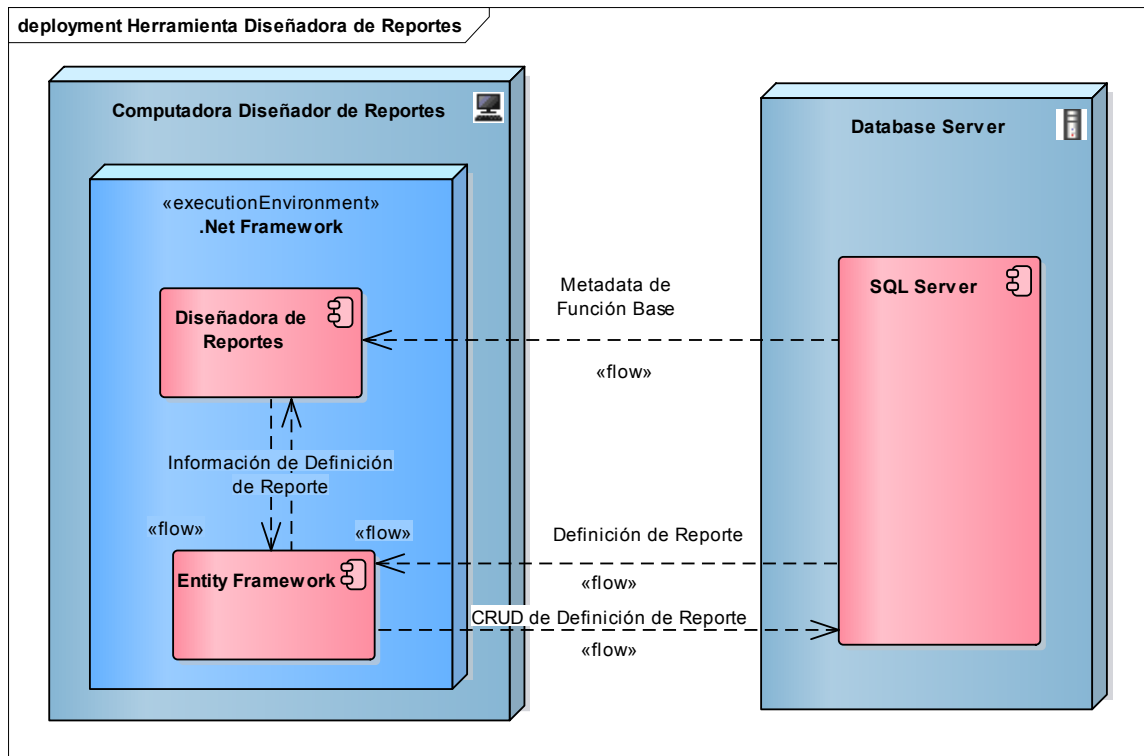 deployment Herramienta Diseñadora de Reportes
Computadora Diseñador de Reportes
Database Server
«executionEnvironment»
.Net Framework
Diseñadora de
Reportes
Metadata de
Función Base
«flow»
SQL Server
Información de Definición
de Reporte
«flow»
«flow»
Entity Framework
Definición de Reporte
«flow»
CRUD de Definición de Reporte
«flow»